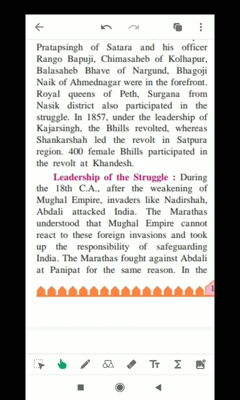 Pratapsingh of Satara and his officer
Rango Bapuji, Chimasaheb of Kolhapur,
Balasaheb Bhave of Nargund, Bhagoji
Naik of Ahmednagar were in the forefront.
Royal queens of Peth, Surgana from
Nasik district also participated in the
struggle. In 1857, under the leadership of
Kajarsingh, the Bhills revolted, whereas
Shankarshah led the revolt in Satpura
region. 400 female Bhills participated in
the revolt at Khandesh.
Leadership of the Struggle : During
the 18th C.A., after the weakening of
Mughal Empire, invaders like Nadirshah,
Abdali attacked India. The Marathas
understood that Mughal Empire cannot
react to these foreign invasions and took
up the responsibility of safeguarding
India. The Marathas fought against Abdali
at Panipat for the same reason. In the